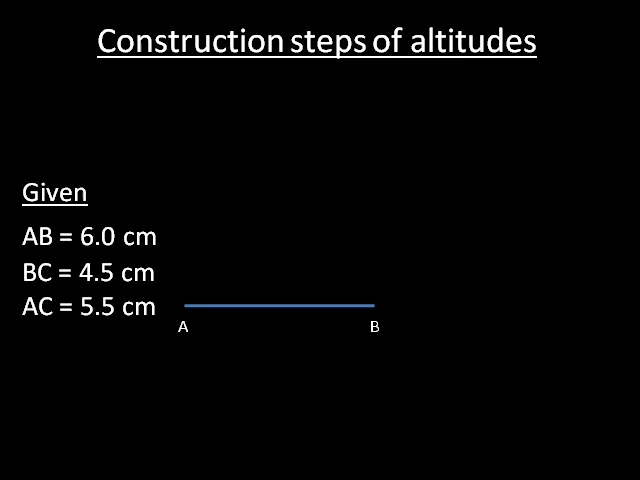 Construction steps of altitudes
Given
AB = 6.0 cm
BC = 4.5 cm
AC = 5.5 cm
A
B